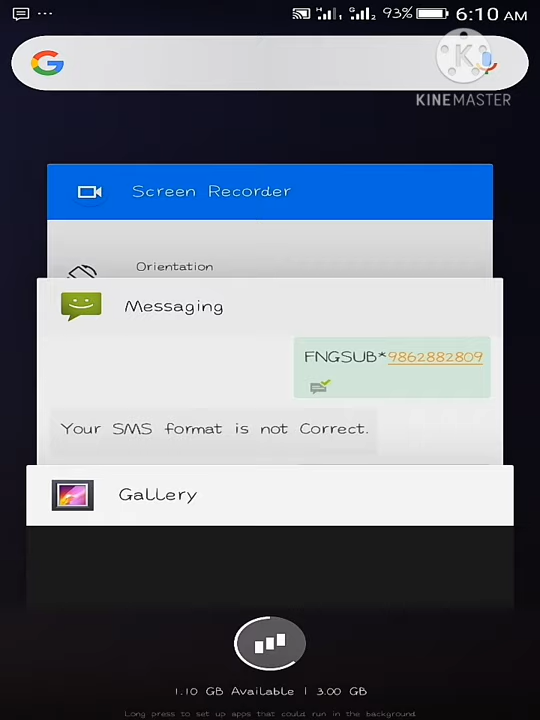 93% 6:10 AM
KINEMASTER
Screen Recorder
Orientation
Messaging
FNGSUB*9862882809
Your SMS format is not Correct.
Gallery
1.10 GB Available | 3.00 GB
Long press to set up apps that could run in the background